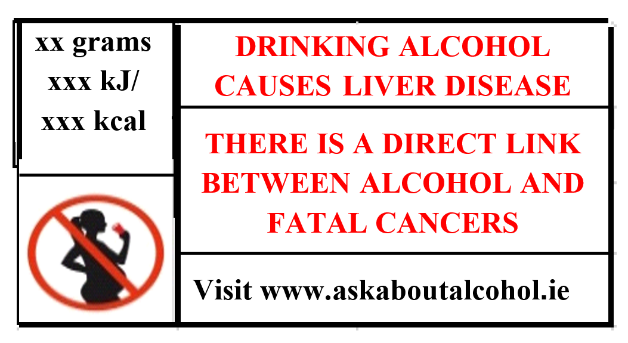 xx grams
xxx kJ/
xxx kcal
DRINKING ALCOHOL
CAUSES LIVER DISEASE
THERE IS A DIRECT LINK
BETWEEN ALCOHOL AND
FATAL CANCERS
Visit www.askaboutalcohol.ie